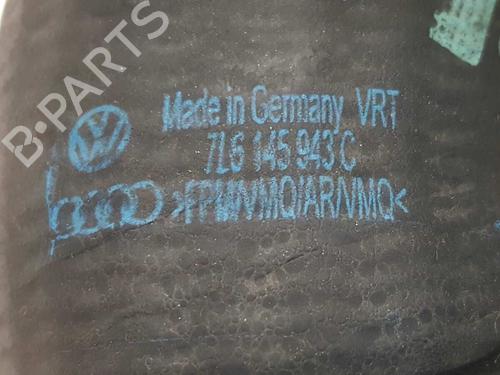 B-PARTS
Made in Germany VRT
7L6 145 943 C
>FPM/VMQ/AR/VMQ<